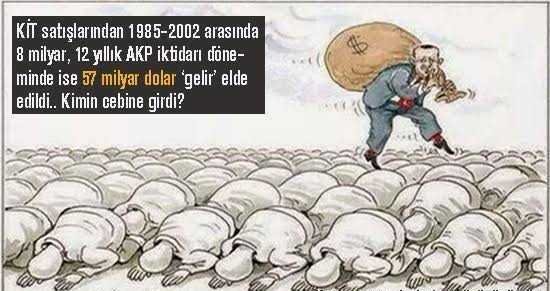 KİT satışlarından 1985-2002 arasında
8 milyar, 12 yıllık AKP iktidarı döne-
minde ise 57 milyar dolar ‘gelir’ elde
edildi.. Kimin cebine girdi?
$